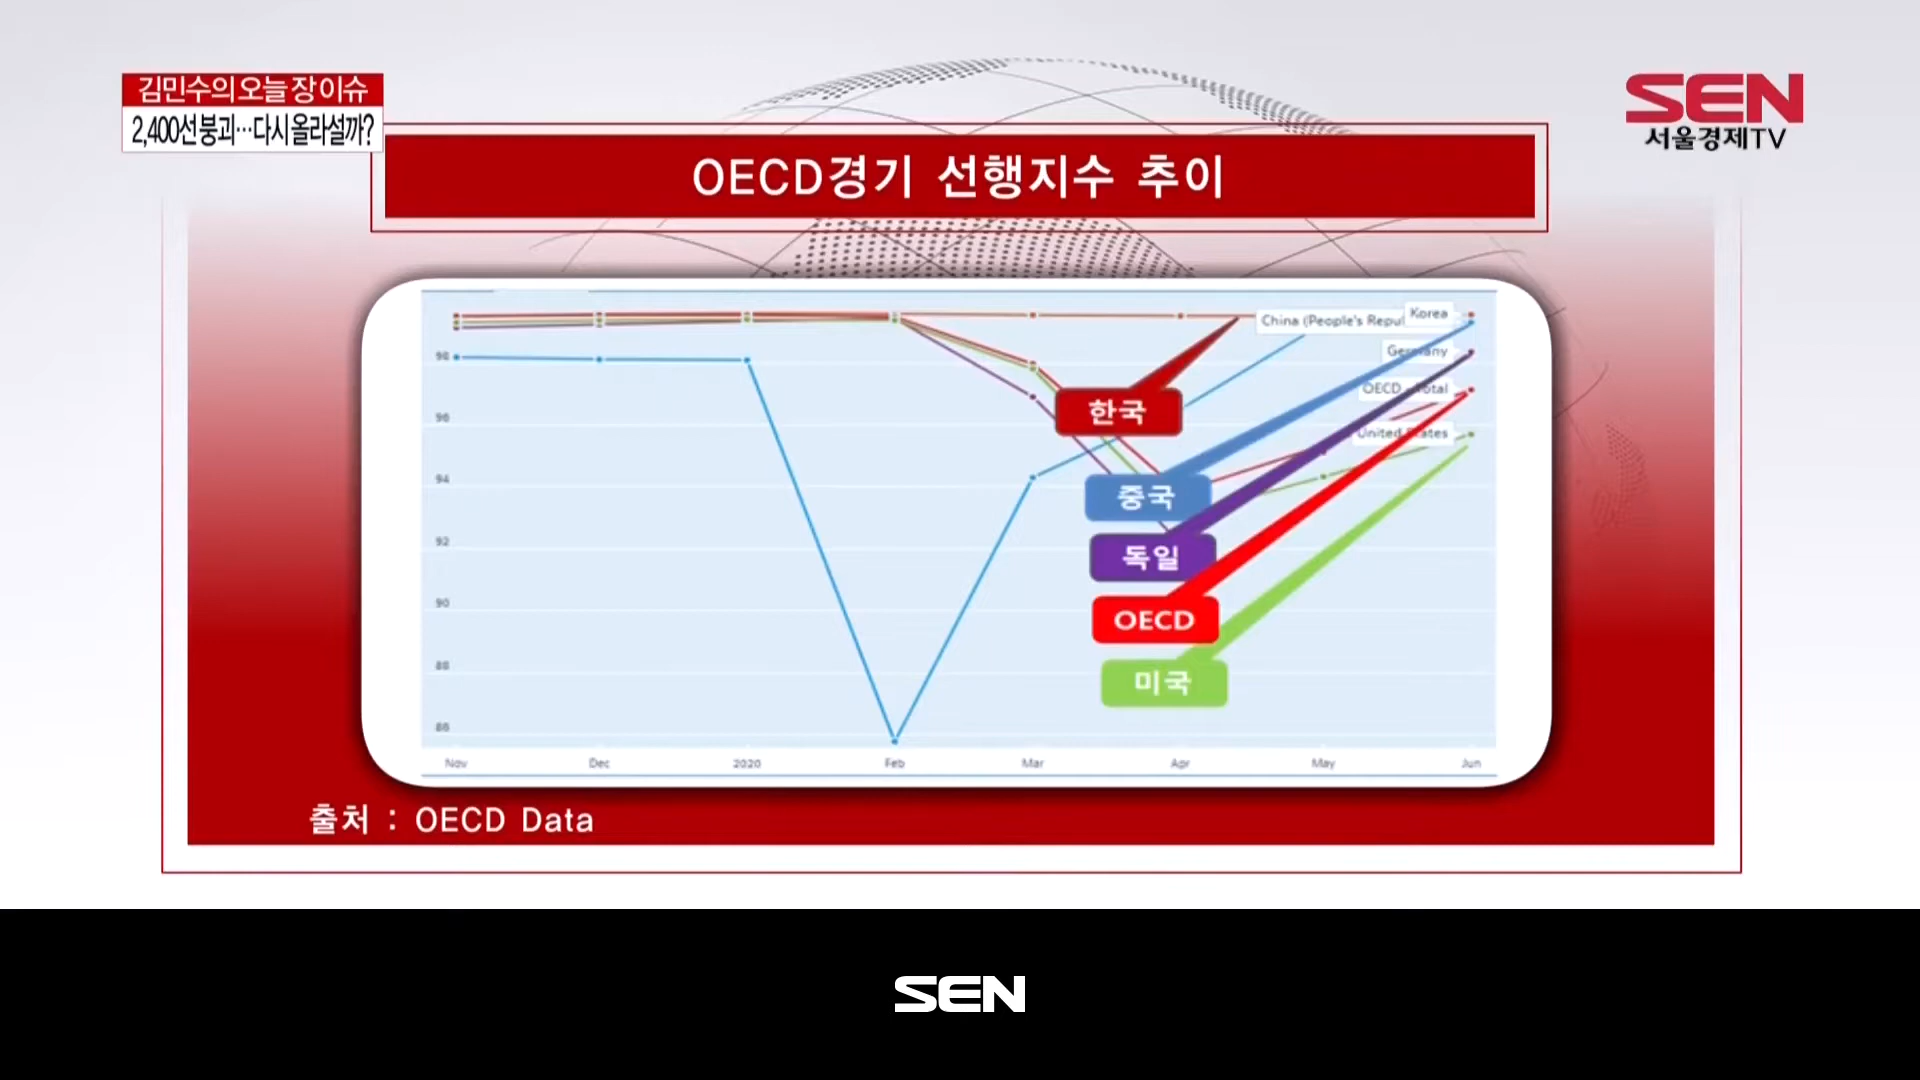 김민수의 오늘 장 이슈
2,400선 붕괴…다시 올라설까?
SEN
서울경제TV
OECD경기 선행지수 추이
Korea
China (People's Repu
Germany
98
OECD - Total
한국
96
United States
94
중국
92
독일
90
OECD
88
미국
86
Nov Dec 2020 Feb Mar Apr May Jun
출처 : OECD Data
SEN